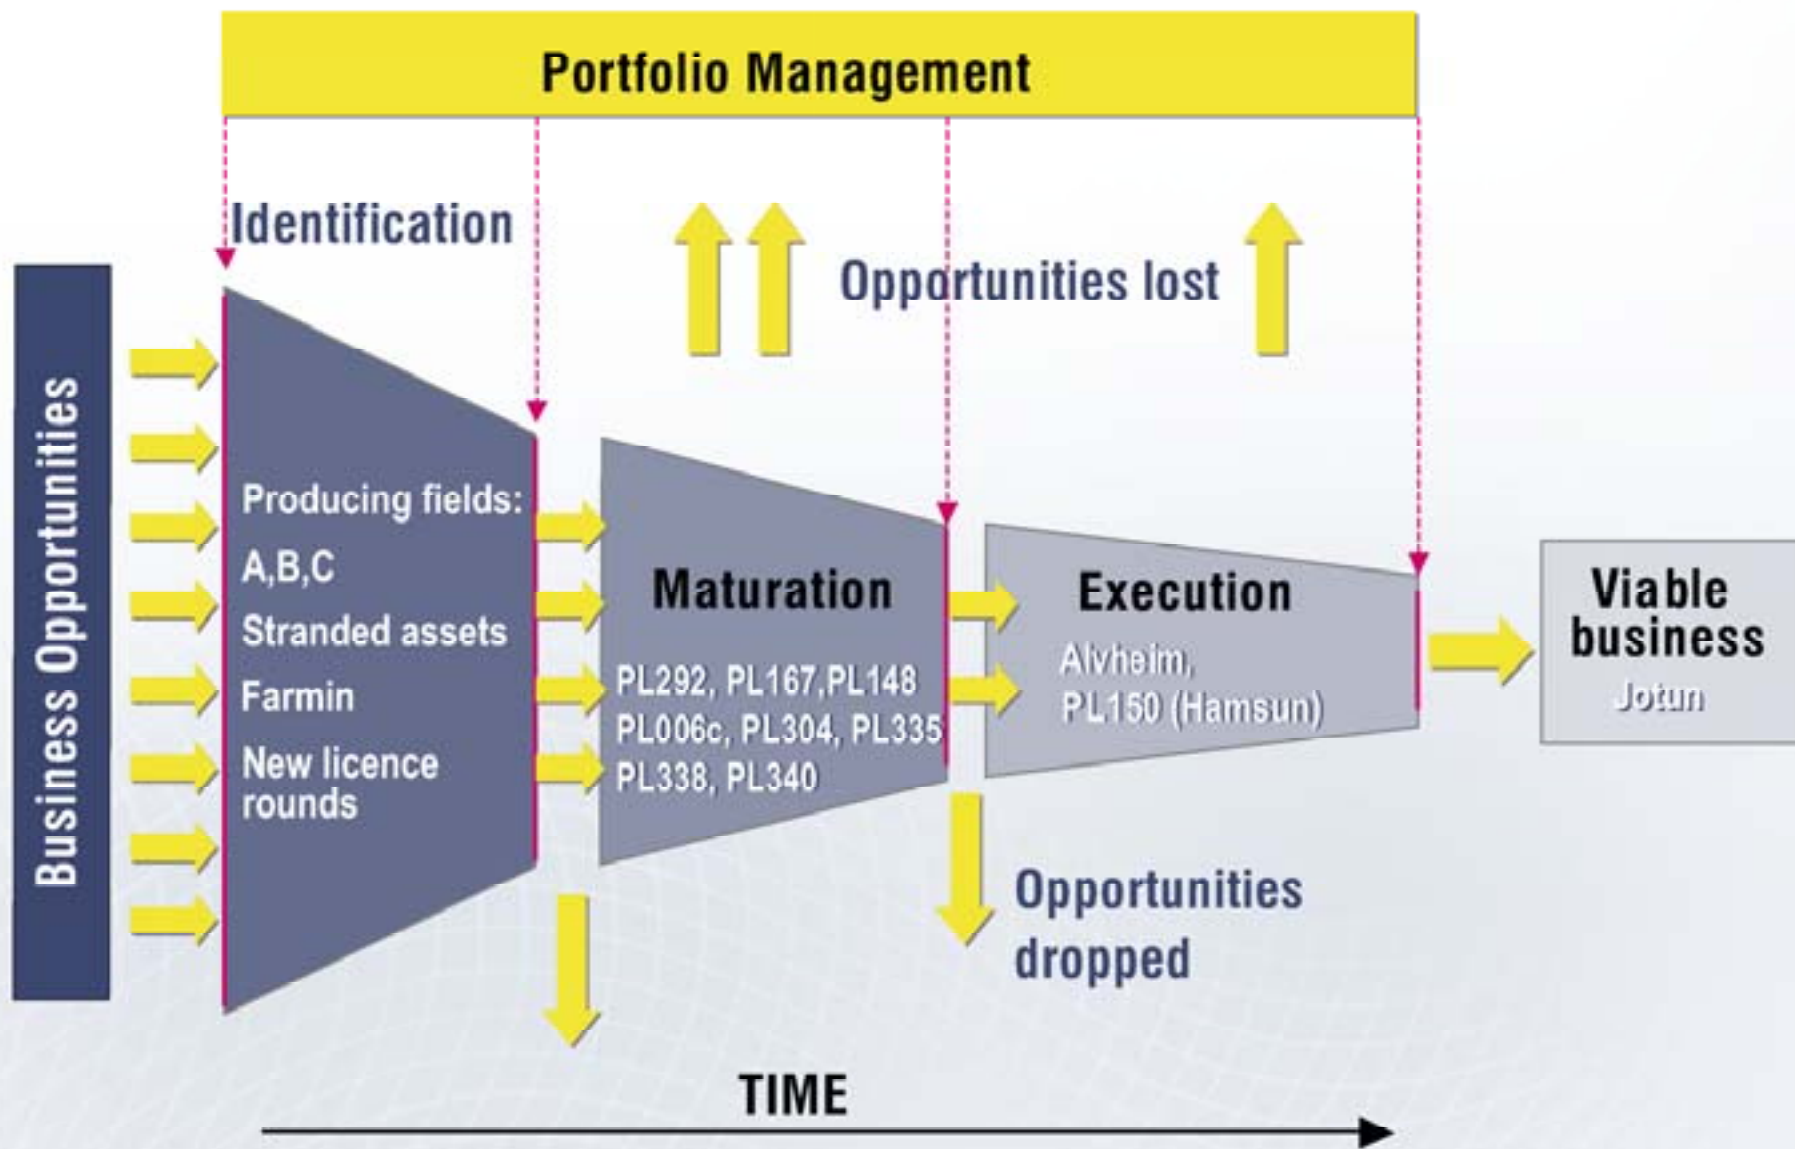 Portfolio Management
Identification
Opportunities lost
Business Opportunities
Producing fields:
A,B,C
Stranded assets
Farmin
New licence
rounds
Maturation
PL292, PL167,PL148
PL006c, PL304, PL335
PL338, PL340
Execution
Alvheim,
PL150 (Hamsun)
Viable
business
Jotun
Opportunities
dropped
TIME